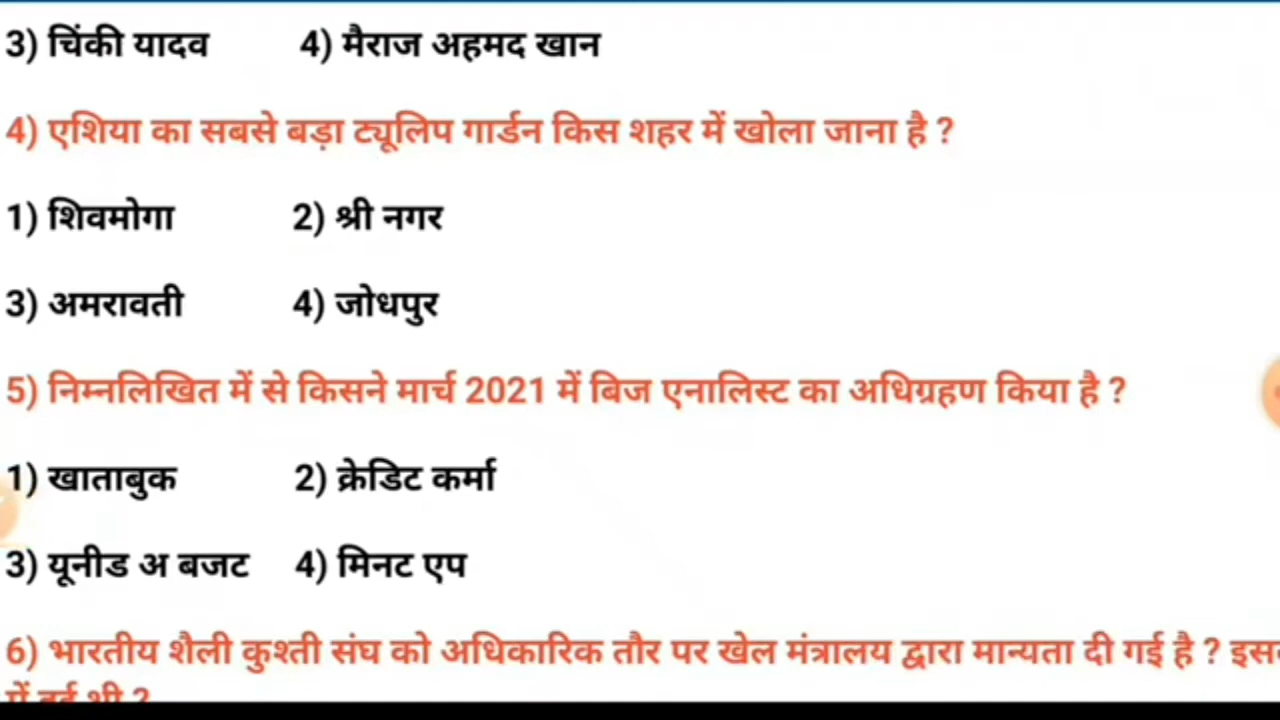 3) चिंकी यादव 4) मैराज अहमद खान
4) एशिया का सबसे बड़ा ट्यूलिप गार्डन किस शहर में खोला जाना है ?
1) शिवमोगा 2) श्री नगर
3) अमरावती 4) जोधपुर
5) निम्नलिखित में से किसने मार्च 2021 में बिज एनालिस्ट का अधिग्रहण किया है ?
1) खाताबुक 2) क्रेडिट कर्मा
3) यूनीड अ बजट 4) मिनट एप
6) भारतीय शैली कुश्ती संघ को अधिकारिक तौर पर खेल मंत्रालय द्वारा मान्यता दी गई है ?